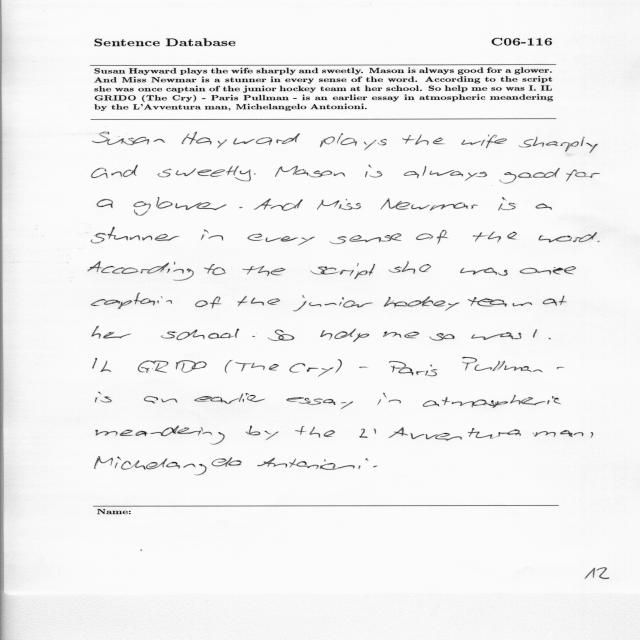 Sentence Database C06-116
Susan Hayward plays the wife sharply and sweetly. Mason is always good for a glower.
And Miss Newmar is a stunner in every sense of the word. According to the script
she was once captain of the junior hockey team at her school. So help me so was I. IL
GRIDO (The Cry) - Paris Pullman - is an earlier essay in atmospheric meandering
by the L'Avventura man, Michelangelo Antonioni.
Susan Hayward plays the wife sharply
and sweetly. Mason is always good for
a glower. And Miss Newmar is a
stunner in every sense of the word.
According to the script she was once
captain of the junior hockey team at
her school. So help me so was I.
IL GRIDO (The Cry) - Paris Pullman -
is an earlie essay in atmospheric
meandering by the L' Avventura man,
Michelangelo Antonioni.
Name:
12